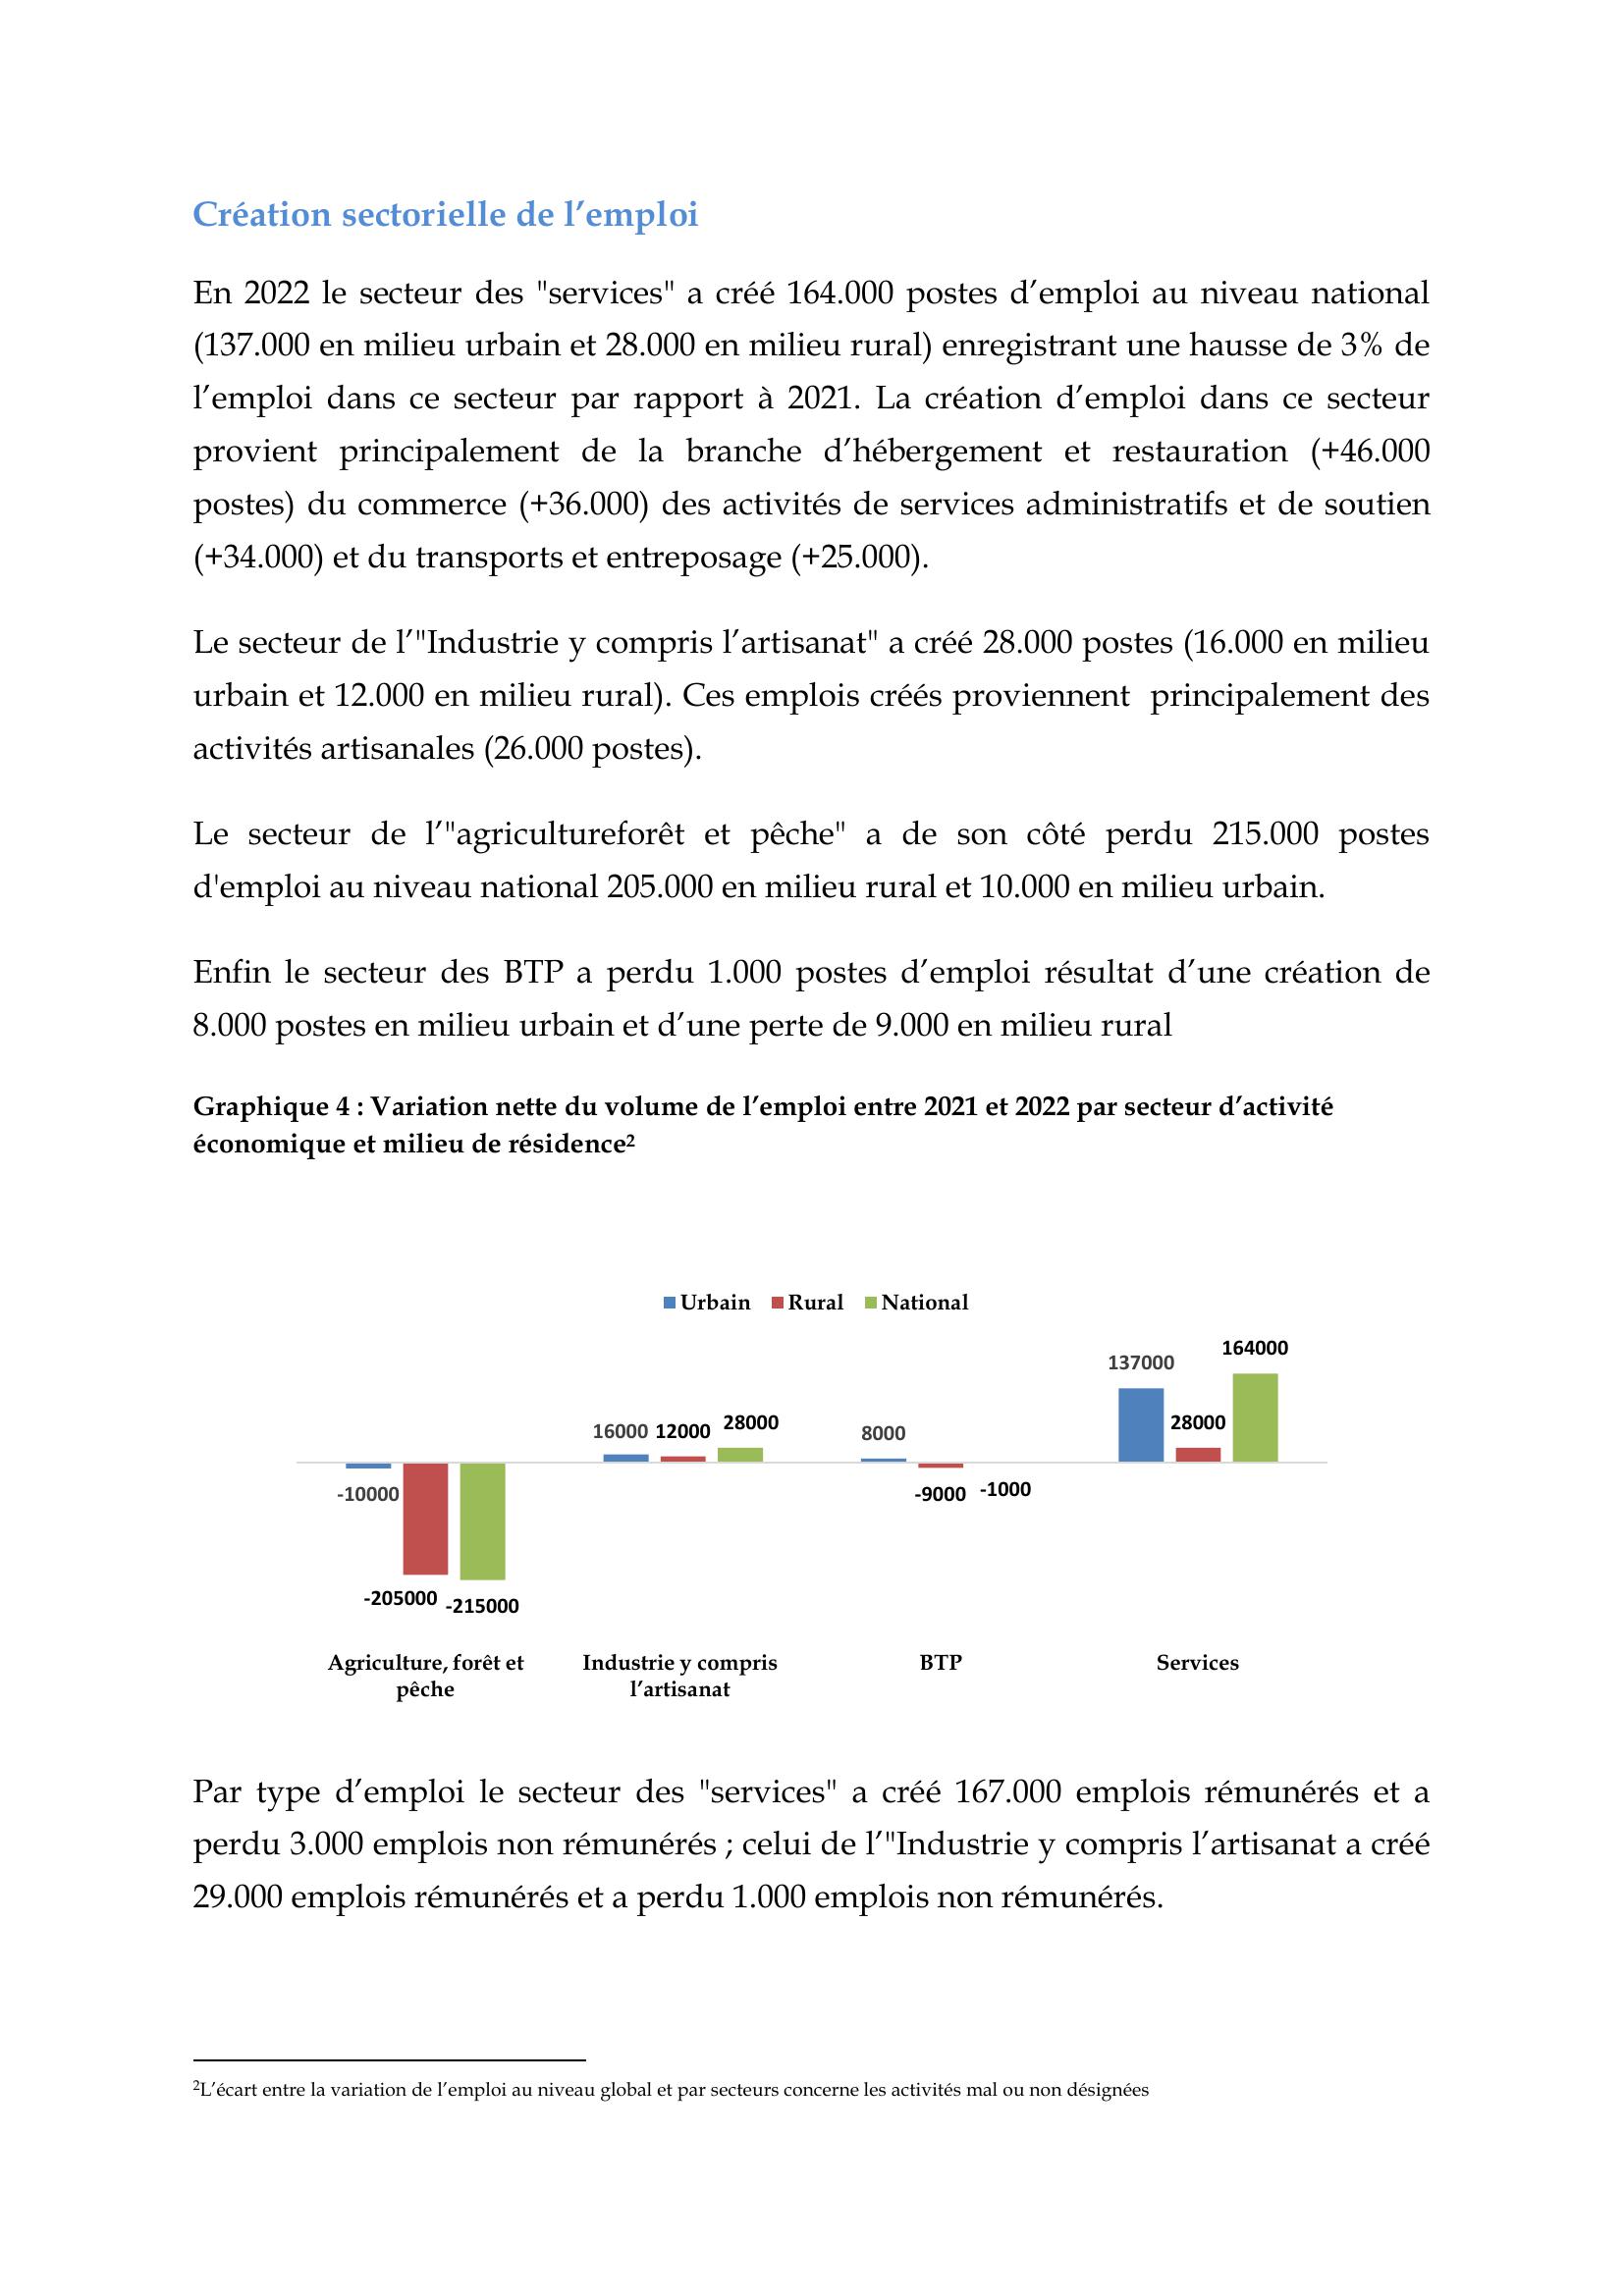 Création sectorielle de l’emploi
En 2022 le secteur des "services" a créé 164.000 postes d’emploi au niveau national
(137.000 en milieu urbain et 28.000 en milieu rural) enregistrant une hausse de 3% de
l’emploi dans ce secteur par rapport à 2021. La création d’emploi dans ce secteur
provient principalement de la branche d’hébergement et restauration (+46.000
postes) du commerce (+36.000) des activités de services administratifs et de soutien
(+34.000) et du transports et entreposage (+25.000).
Le secteur de l’"Industrie y compris l’artisanat" a créé 28.000 postes (16.000 en milieu
urbain et 12.000 en milieu rural). Ces emplois créés proviennent  principalement des
activités artisanales (26.000 postes).
Le secteur de l’"agricultureforêt et pêche" a de son côté perdu 215.000 postes
d'emploi au niveau national 205.000 en milieu rural et 10.000 en milieu urbain.
Enfin le secteur des BTP a perdu 1.000 postes d’emploi résultat d’une création de
8.000 postes en milieu urbain et d’une perte de 9.000 en milieu rural
Graphique 4 : Variation nette du volume de l’emploi entre 2021 et 2022 par secteur d’activité
économique et milieu de résidence²
Urbain Rural National
164000
137000
16000 12000 28000 8000 28000
-10000 -9000 -1000
-205000 -215000
Agriculture, forêt et Industrie y compris BTP Services
pêche l’artisanat
Par type d’emploi le secteur des "services" a créé 167.000 emplois rémunérés et a
perdu 3.000 emplois non rémunérés ; celui de l’"Industrie y compris l’artisanat a créé
29.000 emplois rémunérés et a perdu 1.000 emplois non rémunérés.
²L’écart entre la variation de l’emploi au niveau global et par secteurs concerne les activités mal ou non désignées